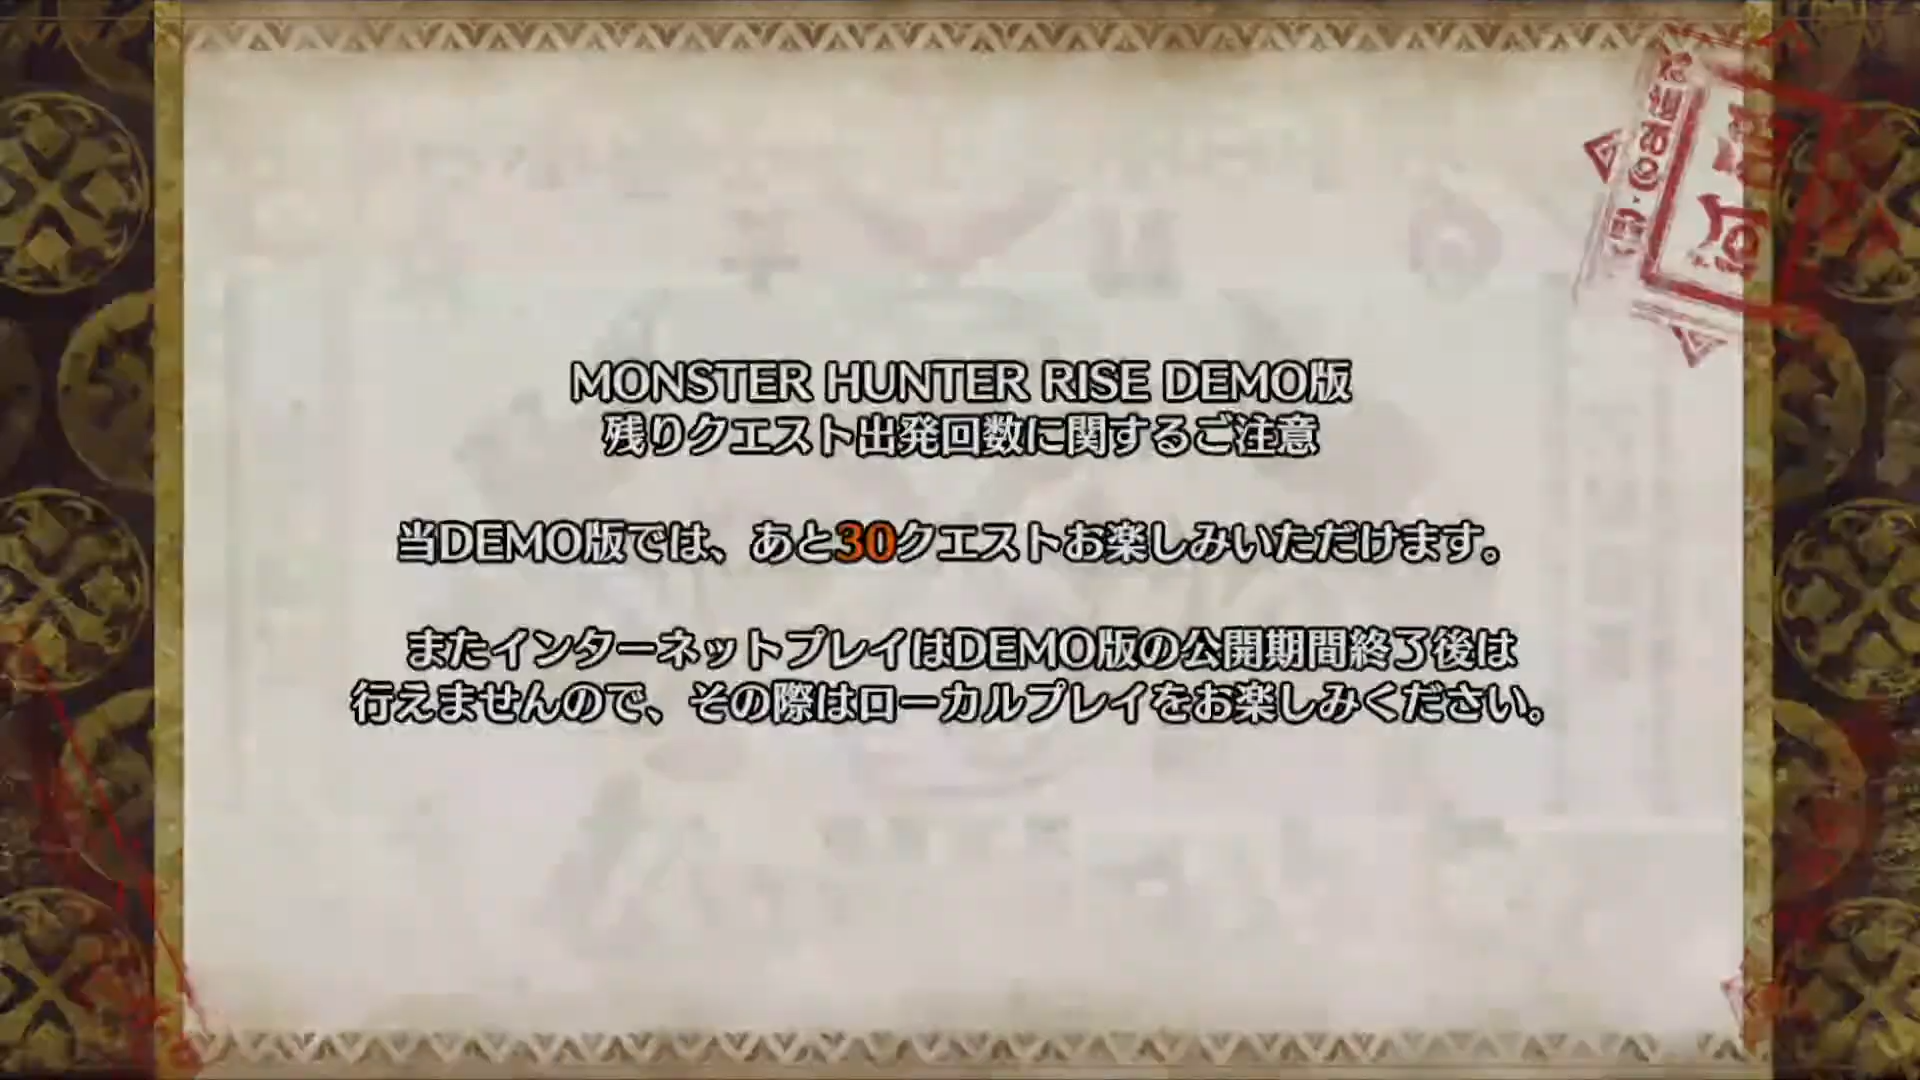 MONSTER HUNTER RISE DEMO版
残りクエスト出発回数に関するご注意
当DEMO版では、あと30クエストお楽しみいただけます。
またインターネットプレイはDEMO版の公開期間終了後は
行えませんので、その際はローカルプレイをお楽しみください。